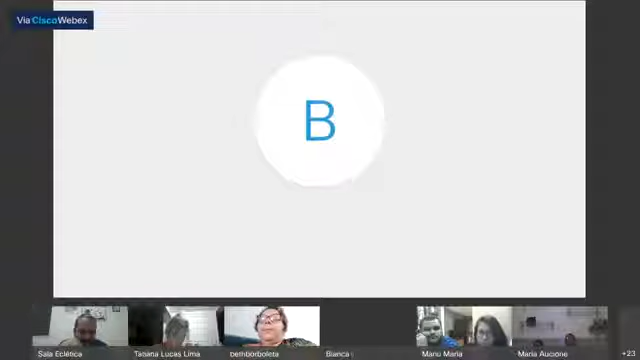 Via Cisco Webex
B
Sala Eclética
Tatiana Lucas Lima
bethborboleta
Bianca
Manu Maria
Maria Aucione
+23